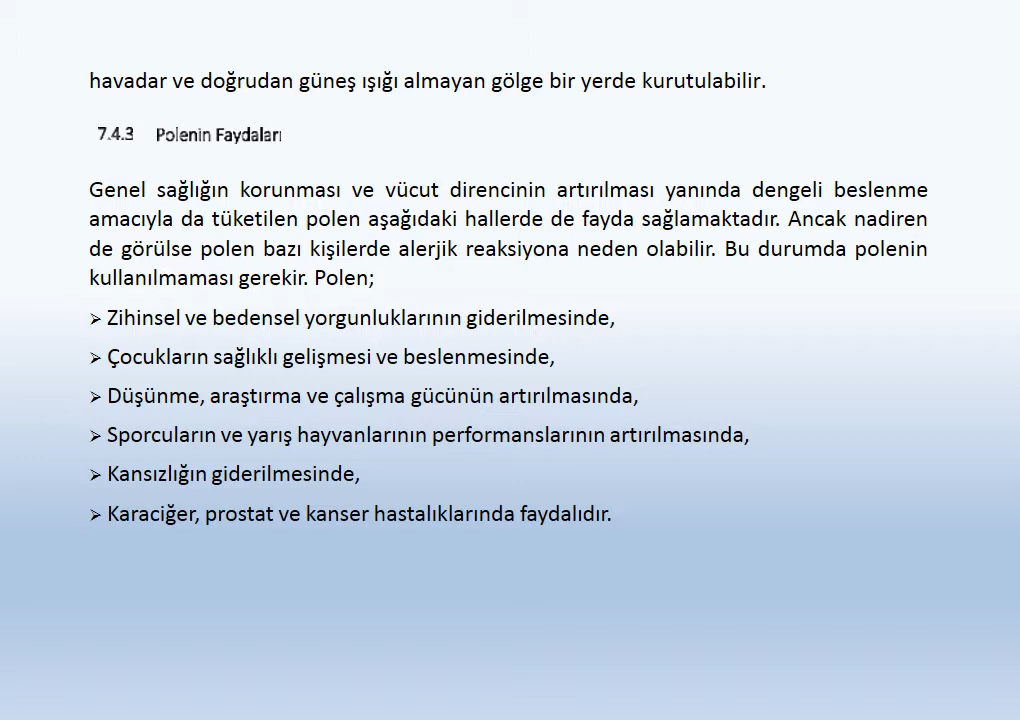 havadar ve doğrudan güneş ışığı almayan gölge bir yerde kurutulabilir.
7.4.3 Polenin Faydaları
Genel sağlığın korunması ve vücut direncinin artırılması yanında dengeli beslenme
amacıyla da tüketilen polen aşağıdaki hallerde de fayda sağlamaktadır. Ancak nadiren
de görülse polen bazı kişilerde alerjik reaksiyona neden olabilir. Bu durumda polenin
kullanılmaması gerekir. Polen;
➢ Zihinsel ve bedensel yorgunluklarının giderilmesinde,
➢ Çocukların sağlıklı gelişmesi ve beslenmesinde,
➢ Düşünme, araştırma ve çalışma gücünün artırılmasında,
➢ Sporcuların ve yarış hayvanlarının performanslarının artırılmasında,
➢ Kansızlığın giderilmesinde,
➢ Karaciğer, prostat ve kanser hastalıklarında faydalıdır.